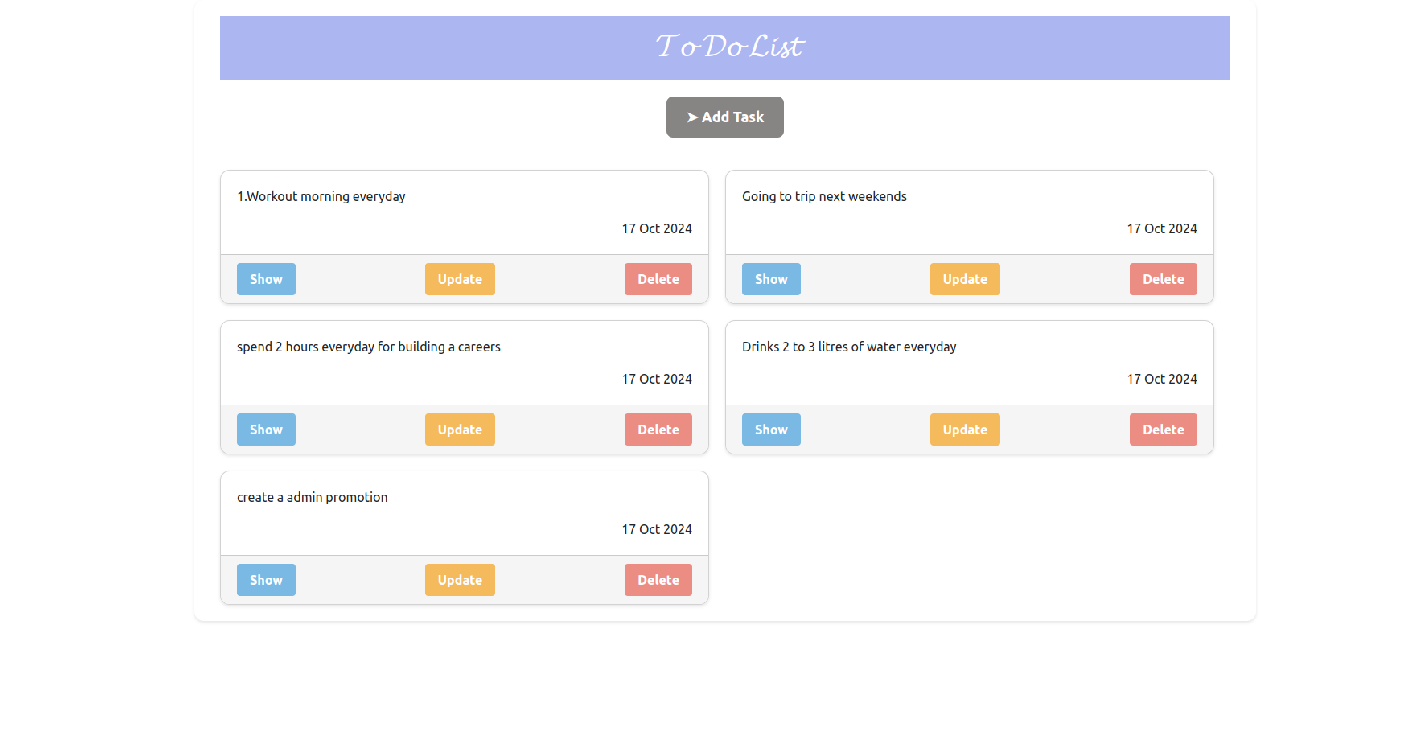 ToDoList
➤ Add Task
1.Workout morning everyday
17 Oct 2024
Show Update Delete
Going to trip next weekends
17 Oct 2024
Show Update Delete
spend 2 hours everyday for building a careers
17 Oct 2024
Show Update Delete
Drinks 2 to 3 litres of water everyday
17 Oct 2024
Show Update Delete
create a admin promotion
17 Oct 2024
Show Update Delete